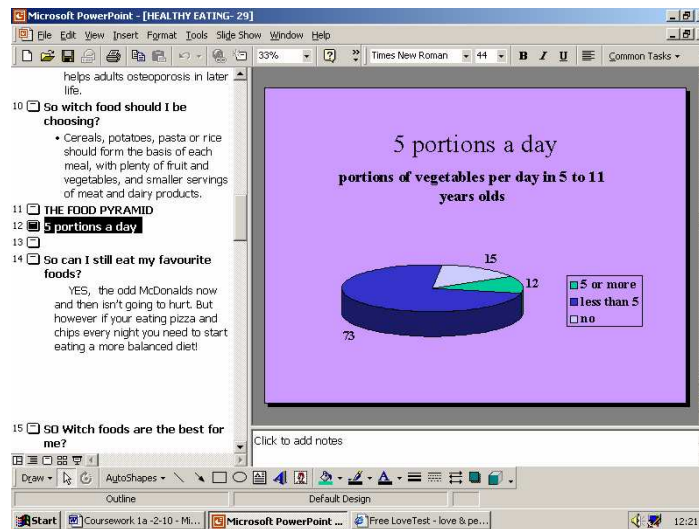 Microsoft PowerPoint - [HEALTHY EATING- 29]
File Edit View Insert Format Tools Slide Show Window Help
33% Times New Roman 44 B I U Common Tasks
helps adults osteoporosis in later
life.
10 So witch food should I be
choosing?
• Cereals, potatoes, pasta or rice
should form the basis of each
meal, with plenty of fruit and
vegetables, and smaller servings
of meat and dairy products.
11 THE FOOD PYRAMID
12 5 portions a day
13
14 So can I still eat my favourite
foods?
YES, the odd McDonalds now
and then isn't going to hurt. But
however if your eating pizza and
chips every night you need to start
eating a more balanced diet!
15 SO Witch foods are the best for
me?
5 portions a day
portions of vegetables per day in 5 to 11
years olds
15
12
73
5 or more
less than 5
no
Click to add notes
Draw AutoShapes
Outline Default Design
Start Coursework 1a -2-10 - Mi... Microsoft PowerPoint ... Free LoveTest - love & pe... 12:21